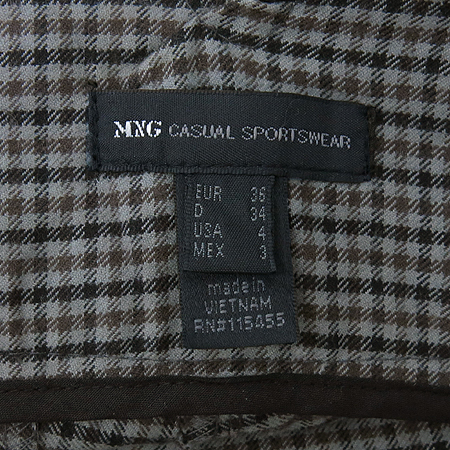 MNG CASUAL SPORTSWEAR
EUR 36
D 34
USA 4
MEX 3
made in
VIETNAM
RN#115455